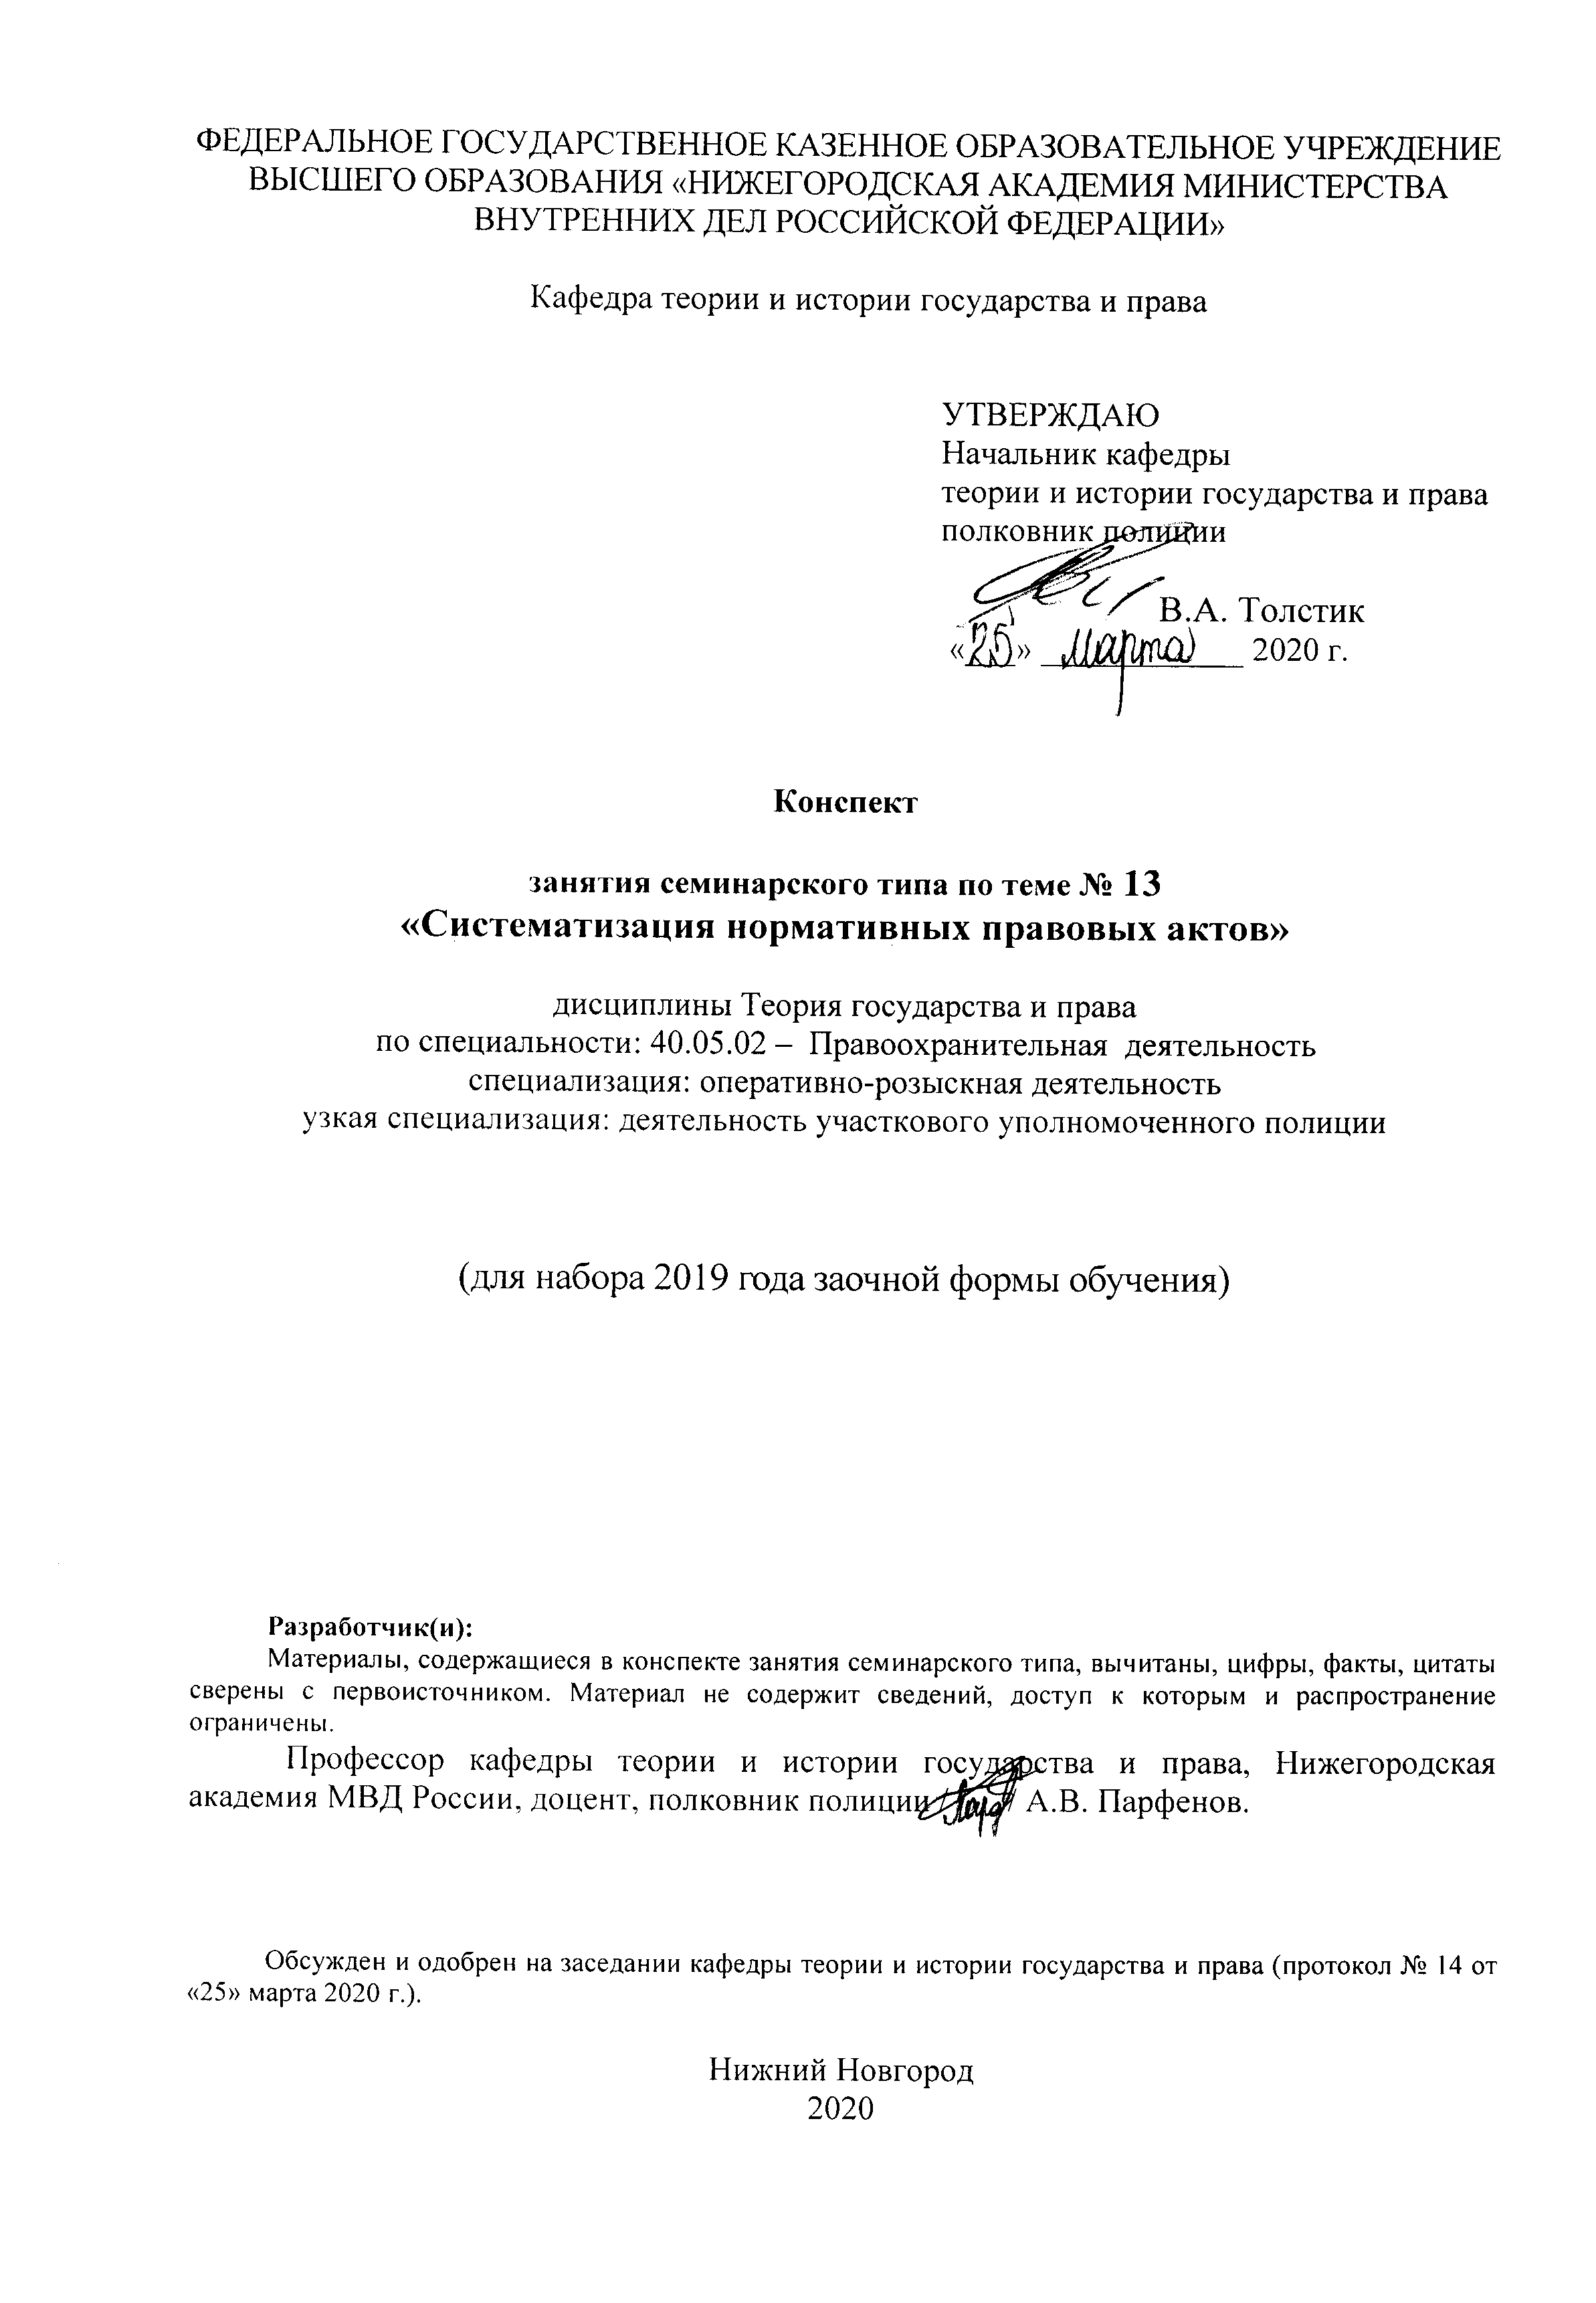 ФЕДЕРАЛЬНОЕ ГОСУДАРСТВЕННОЕ КАЗЕННОЕ ОБРАЗОВАТЕЛЬНОЕ УЧРЕЖДЕНИЕ
ВЫСШЕГО ОБРАЗОВАНИЯ «НИЖЕГОРОДСКАЯ АКАДЕМИЯ МИНИСТЕРСТВА
ВНУТРЕННИХ ДЕЛ РОССИЙСКОЙ ФЕДЕРАЦИИ»
Кафедра теории и истории государства и права
УТВЕРЖДАЮ
Начальник кафедры
теории и истории государства и права
полковник полиции
В.А. Толстик
«25» марта 2020 г.
Конспект
занятия семинарского типа по теме № 13
«Систематизация нормативных правовых актов»
дисциплины Теория государства и права
по специальности: 40.05.02 – Правоохранительная деятельность
специализация: оперативно-розыскная деятельность
узкая специализация: деятельность участкового уполномоченного полиции
(для набора 2019 года заочной формы обучения)
Разработчик(и):
Материалы, содержащиеся в конспекте занятия семинарского типа, вычитаны, цифры, факты, цитаты
сверены с первоисточником. Материал не содержит сведений, доступ к которым и распространение
ограничены.
Профессор кафедры теории и истории государства и права, Нижегородская
академия МВД России, доцент, полковник полиции / / А.В. Парфенов.
Обсужден и одобрен на заседании кафедры теории и истории государства и права (протокол № 14 от
«25» марта 2020 г.).
Нижний Новгород
2020